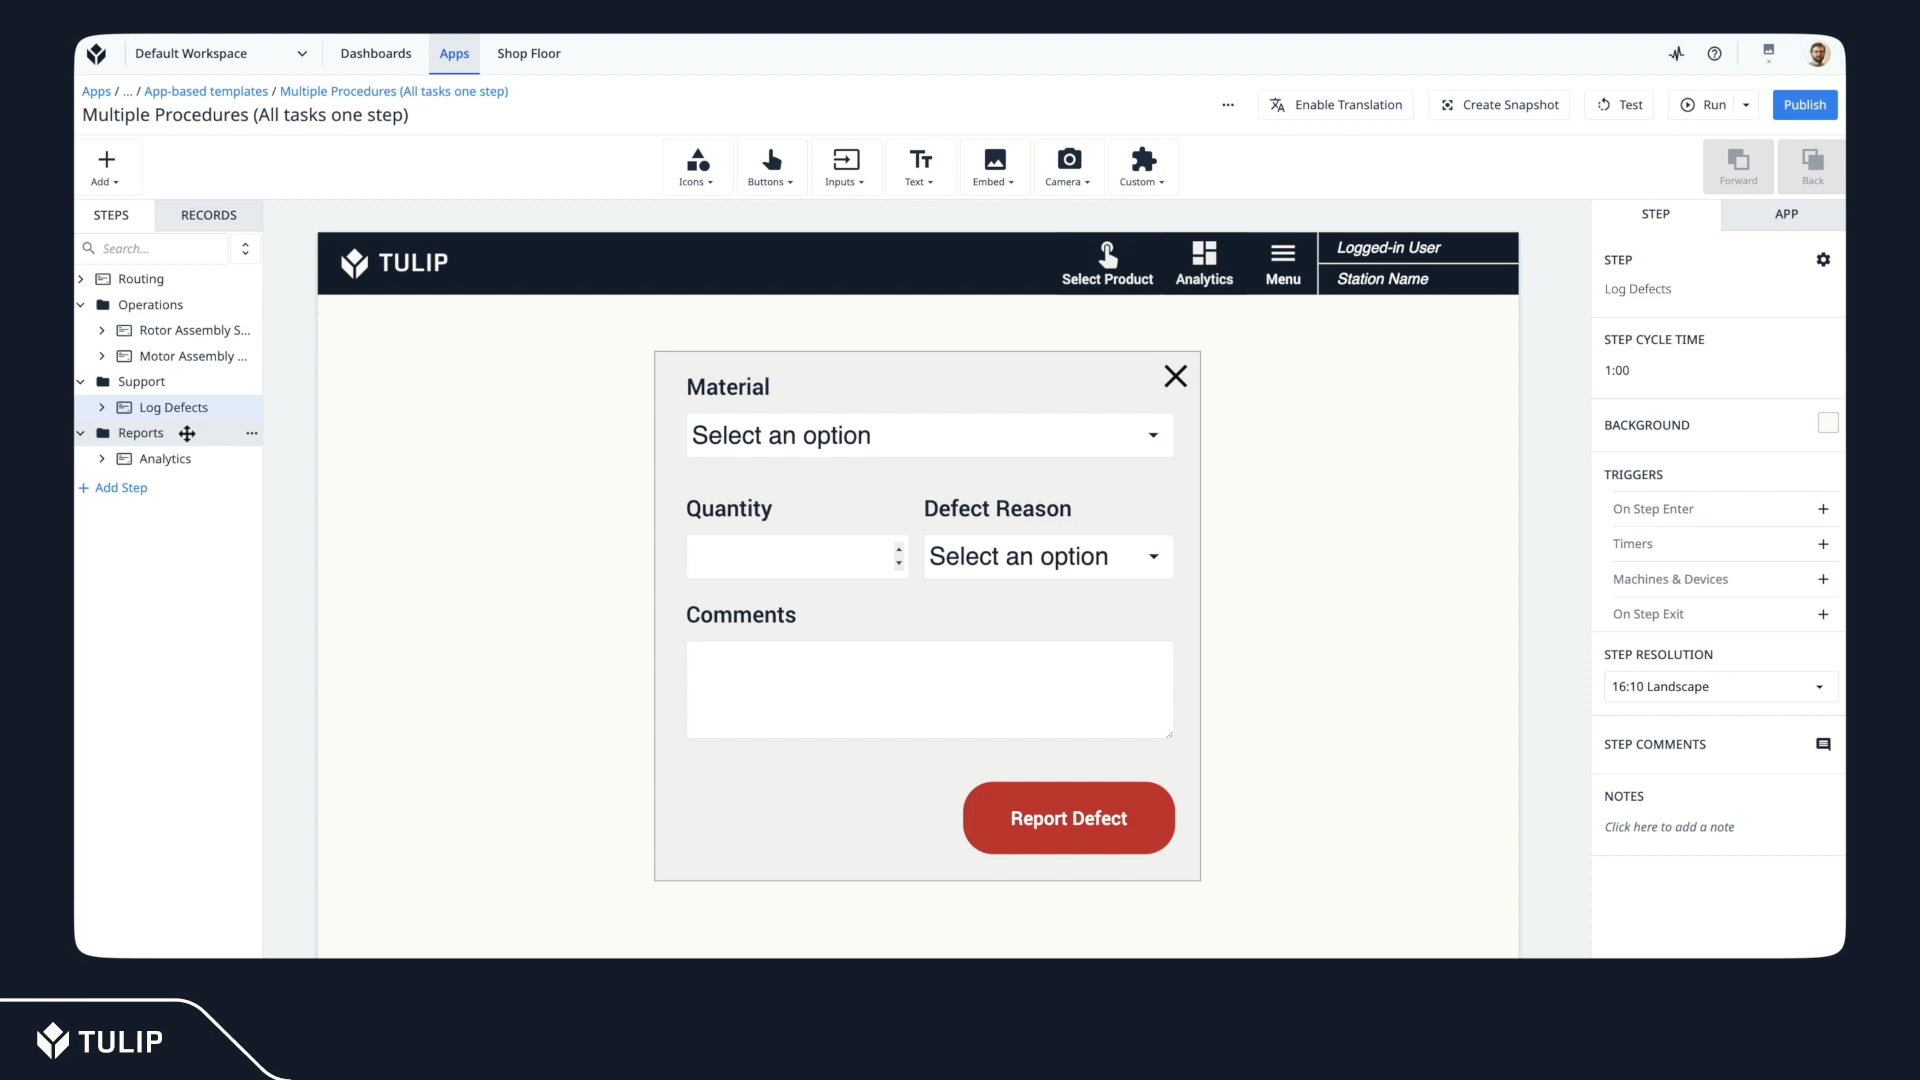 Default Workspace
Dashboards
Apps
Shop Floor
Apps / ... / App-based templates / Multiple Procedures (All tasks one step)
Multiple Procedures (All tasks one step)
Enable Translation
Create Snapshot
Test
Run
Publish
Add
Icons
Buttons
Inputs
Text
Embed
Camera
Custom
Forward
Back
STEPS
RECORDS
Search...
Routing
Operations
Rotor Assembly S...
Motor Assembly ...
Support
Log Defects
Reports
Analytics
+ Add Step
TULIP
Select Product
Analytics
Menu
Logged-in User
Station Name
Material
Select an option
Quantity
Defect Reason
Select an option
Comments
Report Defect
STEP
APP
STEP
Log Defects
STEP CYCLE TIME
1:00
BACKGROUND
TRIGGERS
On Step Enter
Timers
Machines & Devices
On Step Exit
STEP RESOLUTION
16:10 Landscape
STEP COMMENTS
NOTES
Click here to add a note
TULIP